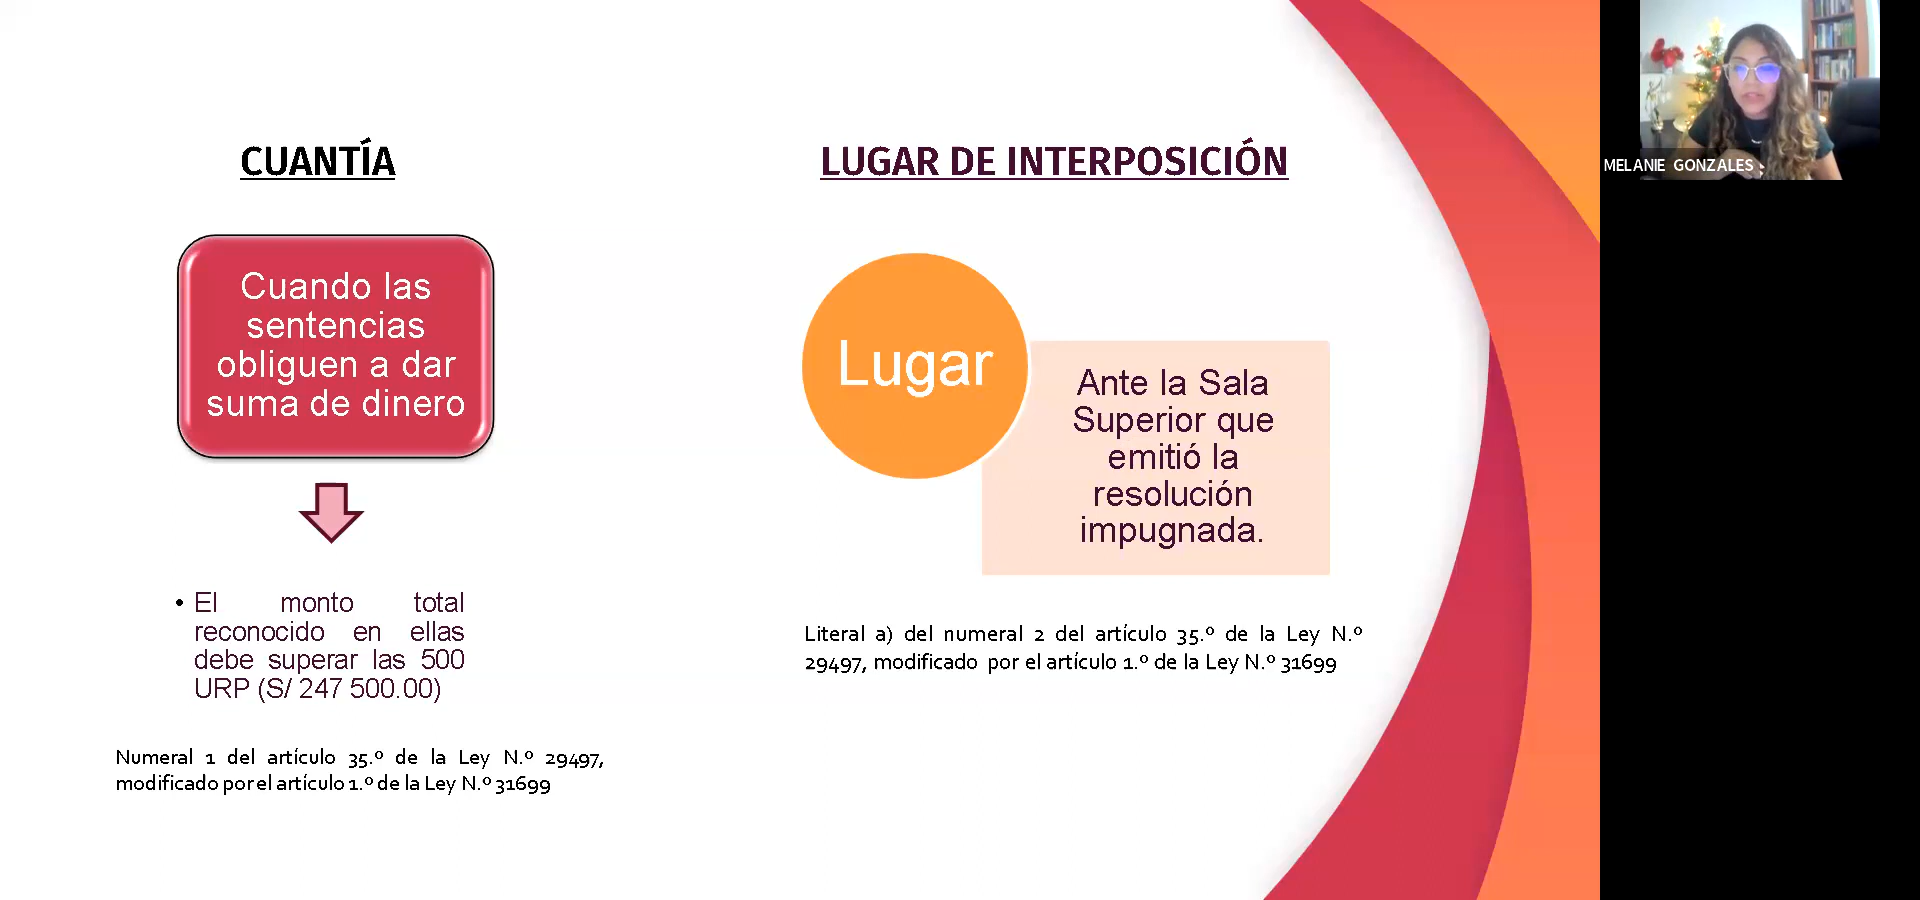 CUANTÍA
Cuando las
sentencias
obliguen a dar
suma de dinero
• El monto total
reconocido en ellas
debe superar las 500
URP (S/ 247 500.00)
Numeral 1 del artículo 35.º de la Ley N.º 29497,
modificado por el artículo 1.º de la Ley N.º 31699
LUGAR DE INTERPOSICIÓN
Lugar
Ante la Sala
Superior que
emitió la
resolución
impugnada.
Literal a) del numeral 2 del artículo 35.º de la Ley N.º
29497, modificado por el artículo 1.º de la Ley N.º 31699
MELANIE GONZALES